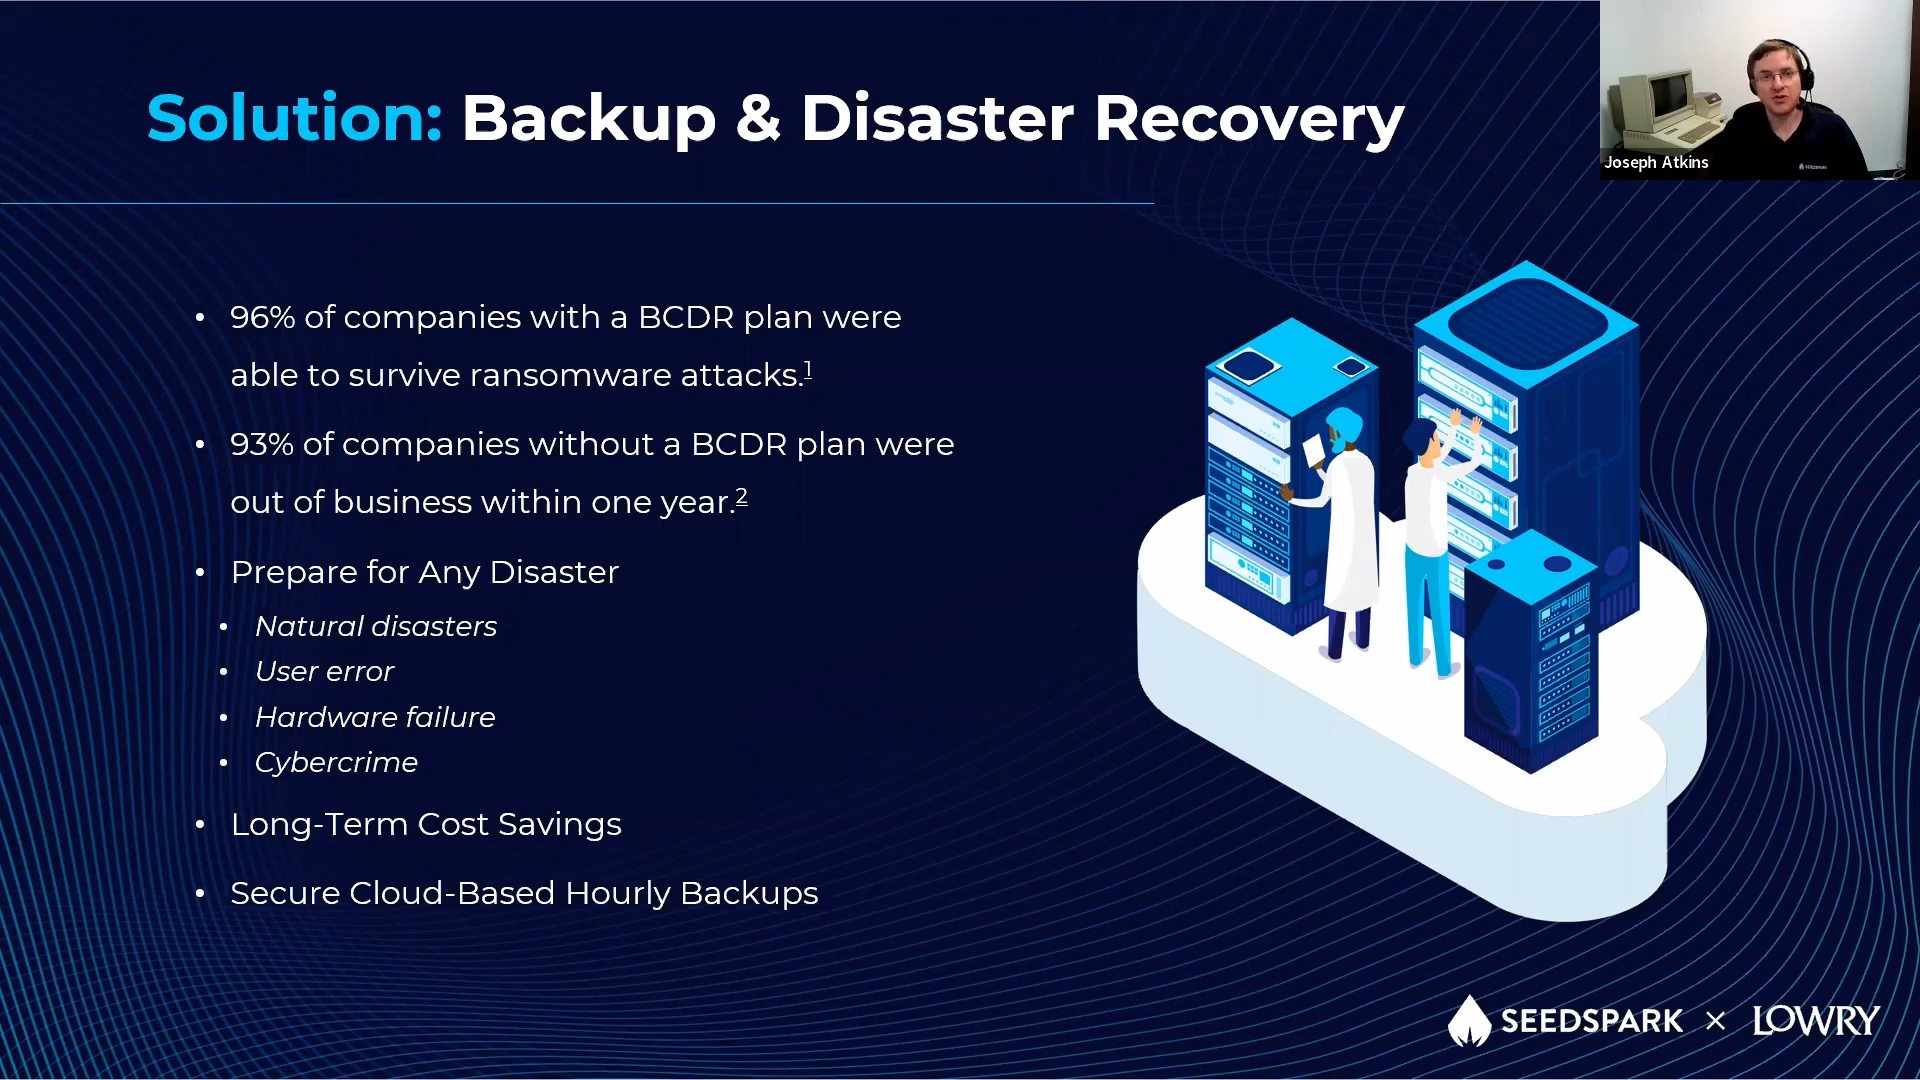 Solution: Backup & Disaster Recovery
Joseph Atkins
SEEDSPARK
• 96% of companies with a BCDR plan were
able to survive ransomware attacks.1
• 93% of companies without a BCDR plan were
out of business within one year.2
• Prepare for Any Disaster
• Natural disasters
• User error
• Hardware failure
• Cybercrime
• Long-Term Cost Savings
• Secure Cloud-Based Hourly Backups
SEEDSPARK × LOWRY